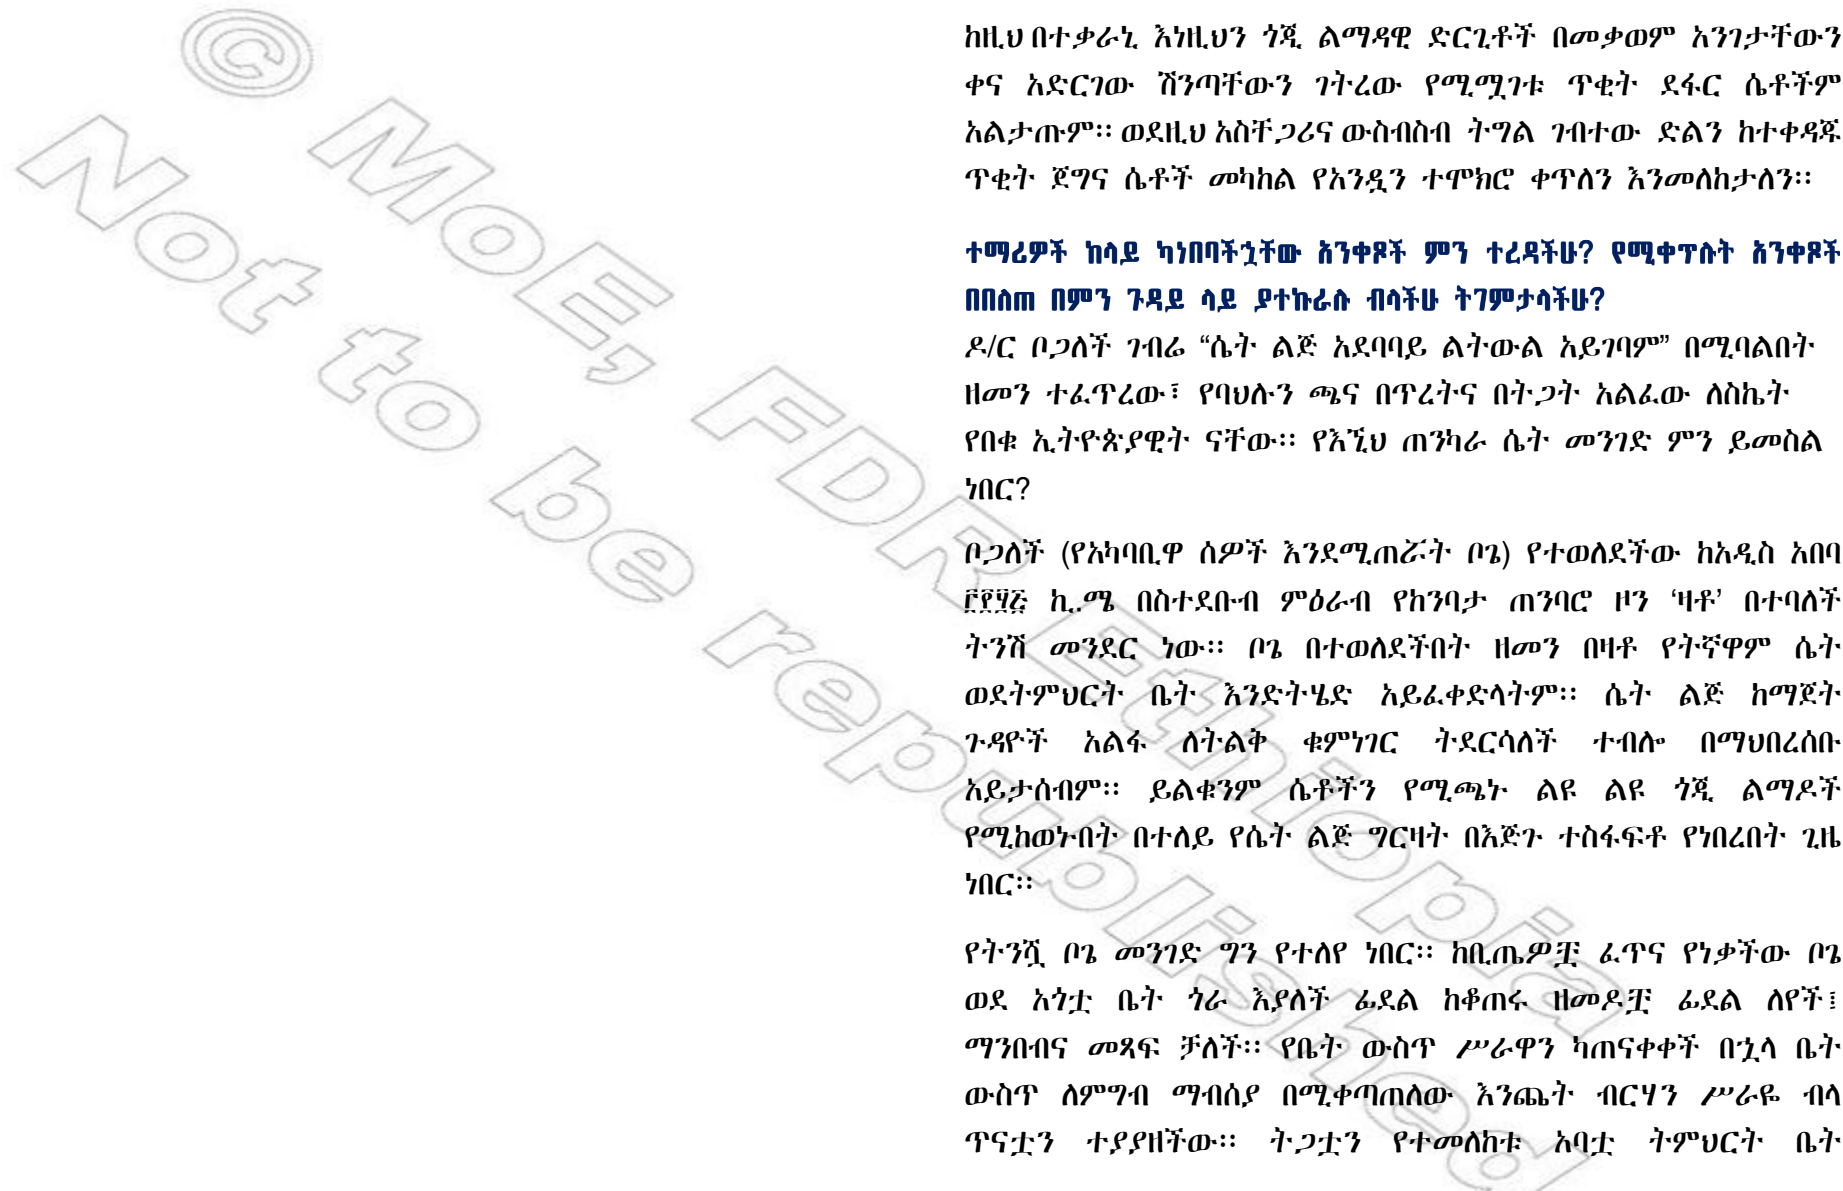 © MoE, FDR Ethiopia
Not to be republished
ከዚህ በተቃራኒ እነዚህን ጎጂ ልማዳዊ ድርጊቶች በመቃወም አንገታቸውን
ቀና አድርገው ሽንጣቸውን ገትረው የሚሟገቱ ጥቂት ደፋር ሴቶችም
አልታጡም፡፡ ወደዚህ አስቸጋሪና ውስብስብ ትግል ገብተው ድልን ከተቀዳጁ
ጥቂት ጀግና ሴቶች መካከል የአንዷን ተሞክሮ ቀጥለን እንመለከታለን፡፡
ተማሪዎች ከላይ ካነበባችኋቸው አንቀጾች ምን ተረዳችሁ? የሚቀጥሉት አንቀጾች
በበለጠ በምን ጉዳይ ላይ ያተኩራሉ ብላችሁ ትገምታላችሁ?
ዶ/ር ቦጋለች ገብሬ “ሴት ልጅ አደባባይ ልትውል አይገባም” በሚባልበት
ዘመን ተፈጥረው፣ የባህሉን ጫና በጥረትና በትጋት አልፈው ለስኬት
የበቁ ኢትዮጵያዊት ናቸው፡፡ የእኚህ ጠንካራ ሴት መንገድ ምን ይመስል
ነበር?
ቦጋለች (የአካባቢዋ ሰዎች እንደሚጠሯት ቦጌ) የተወለደችው ከአዲስ አበባ
፫፻፺፭ ኪ.ሜ በስተደቡብ ምዕራብ የከንባታ ጠንባሮ ዞን ‘ዛቶ’ በተባለች
ትንሽ መንደር ነው፡፡ ቦጌ በተወለደችበት ዘመን በዛቶ የትኛዋም ሴት
ወደትምህርት ቤት እንድትሄድ አይፈቀድላትም፡፡ ሴት ልጅ ከማጀት
ጉዳዮች አልፋ ለትልቅ ቁምነገር ትደርሳለች ተብሎ በማህበረሰቡ
አይታሰብም፡፡ ይልቁንም ሴቶችን የሚጫኑ ልዩ ልዩ ጎጂ ልማዶች
የሚከወኑበት በተለይ የሴት ልጅ ግርዛት በእጅጉ ተስፋፍቶ የነበረበት ጊዜ
ነበር፡፡
የትንሿ ቦጌ መንገድ ግን የተለየ ነበር፡፡ ከቢጤዎቿ ፈጥና የነቃችው ቦጌ
ወደ አጎቷ ቤት ጎራ እያለች ፊደል ከቆጠሩ ዘመዶቿ ፊደል ለየች፤
ማንበብና መጻፍ ቻለች፡፡ የቤት ውስጥ ሥራዋን ካጠናቀቀች በኋላ ቤት
ውስጥ ለምግብ ማብሰያ በሚቀጣጠለው እንጨት ብርሃን ሥራዬ ብላ
ጥናቷን ተያያዘችው፡፡ ትጋቷን የተመለከቱ አባቷ ትምህርት ቤት